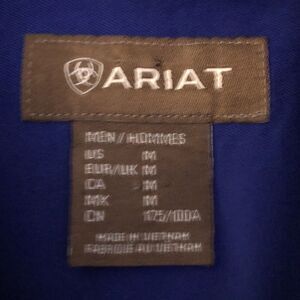 ARIAT
MEN / HOMMES
US M
EUR/UK M
CA M
MX M
CN 175/100A
MADE IN VIETNAM
FABRIQUÉ AU VIETNAM